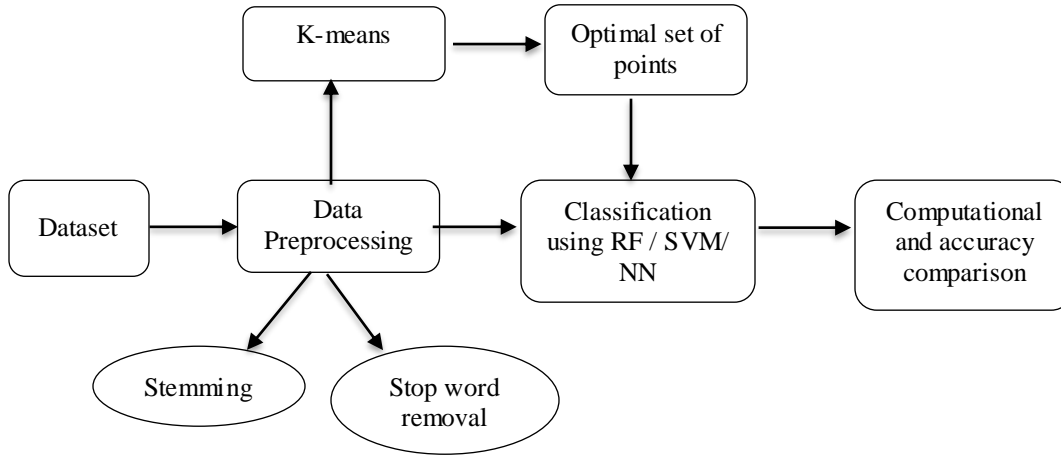 K-means
Optimal set of
points
Dataset
Data
Preprocessing
Classification
using RF / SVM/
NN
Computational
and accuracy
comparison
Stemming
Stop word
removal